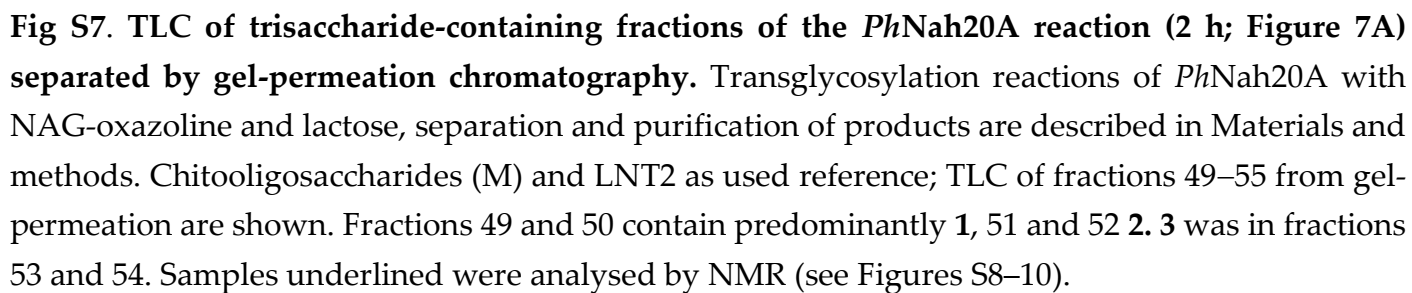 Fig S7. TLC of trisaccharide-containing fractions of the PhNah20A reaction (2 h; Figure 7A)
separated by gel-permeation chromatography. Transglycosylation reactions of PhNah20A with
NAG-oxazoline and lactose, separation and purification of products are described in Materials and
methods. Chitooligosaccharides (M) and LNT2 as used reference; TLC of fractions 49–55 from gel-
permeation are shown. Fractions 49 and 50 contain predominantly 1, 51 and 52 2. 3 was in fractions
53 and 54. Samples underlined were analysed by NMR (see Figures S8–10).